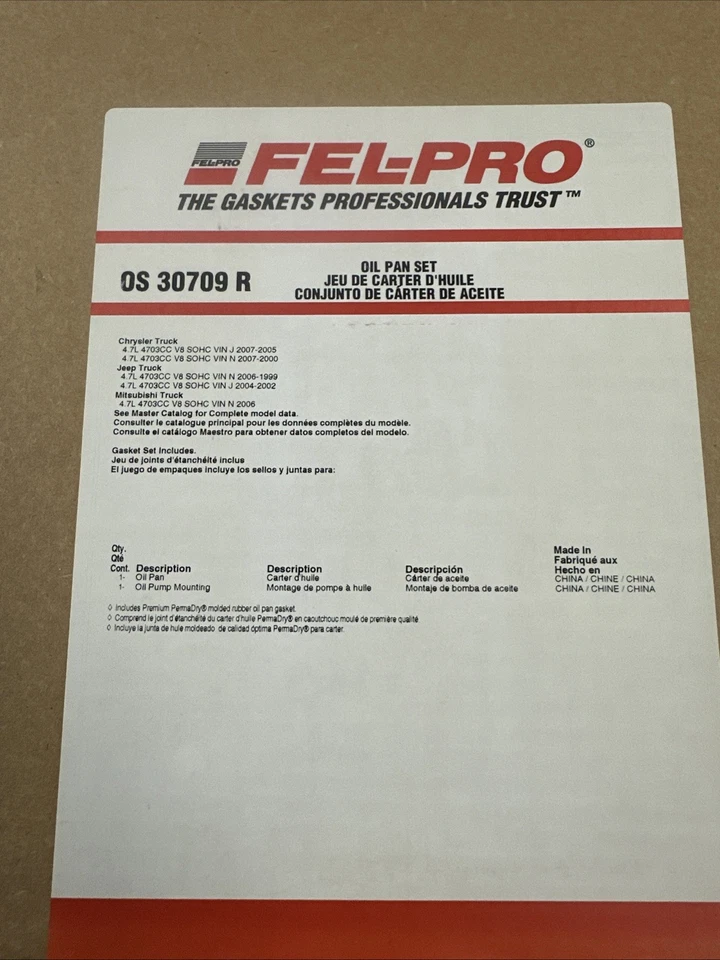 FEL-PRO
FEL-PRO®
THE GASKETS PROFESSIONALS TRUST™
OS 30709 R
OIL PAN SET
JEU DE CARTER D'HUILE
CONJUNTO DE CÁRTER DE ACEITE
Chrysler Truck
4.7L 4703CC V8 SOHC VIN J 2007-2005
4.7L 4703CC V8 SOHC VIN N 2007-2000
Jeep Truck
4.7L 4703CC V8 SOHC VIN N 2006-1999
4.7L 4703CC V8 SOHC VIN J 2004-2002
Mitsubishi Truck
4.7L 4703CC V8 SOHC VIN N 2006
See Master Catalog for Complete model data.
Consulter le catalogue principal pour les données complètes du modèle.
Consulte el catálogo Maestro para obtener datos completos del modelo.
Gasket Set Includes.
Jeu de joints d'étanchéité inclus
El juego de empaques incluye los sellos y juntas para:
Qty.
Qté
Cont. Description Description Descripción
Made In
Fabriqué aux
Hecho en
1- Oil Pan Carter d'huile Cárter de aceite CHINA / CHINE / CHINA
1- Oil Pump Mounting Montage de pompe à huile Montaje de bomba de aceite CHINA / CHINE / CHINA
◊ Includes Premium PermaDry® molded rubber oil pan gasket.
◊ Comprend le joint d'étanchéité du carter d'huile PermaDry® en caoutchouc moulé de première qualité.
◊ Incluye la junta de hule moldeado de calidad óptima PermaDry® para carter.